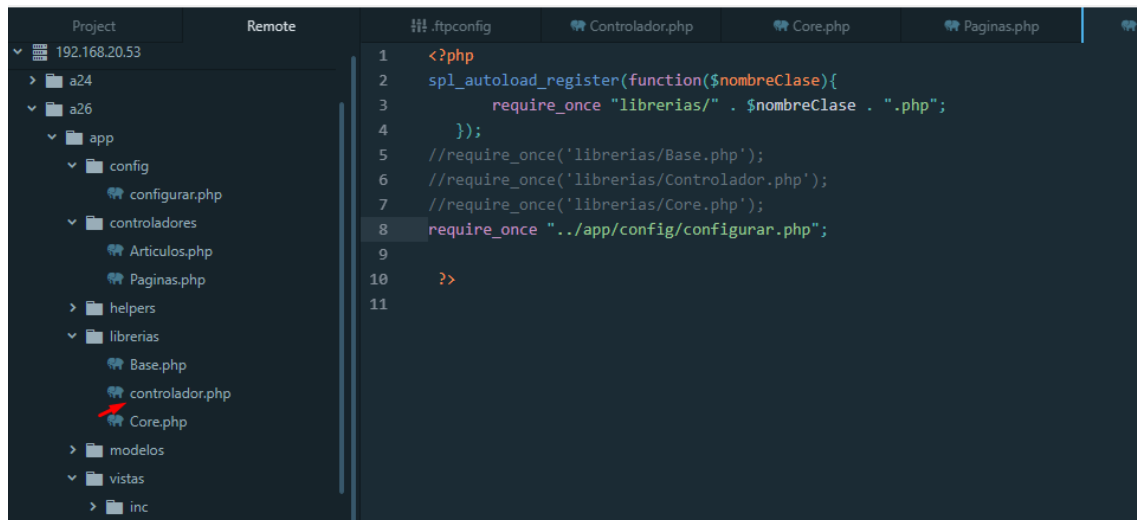 Project Remote .ftpconfig Controlador.php Core.php Paginas.php
192.168.20.53
a24
a26
app
config
configurar.php
controladores
Articulos.php
Paginas.php
helpers
librerias
Base.php
controlador.php
Core.php
modelos
vistas
inc
1 <?php
2 spl_autoload_register(function($nombreClase){
3 require_once "librerias/" . $nombreClase . ".php";
4 });
5 //require_once('librerias/Base.php');
6 //require_once('librerias/Controlador.php');
7 //require_once('librerias/Core.php');
8 require_once "../app/config/configurar.php";
9
10 ?>
11